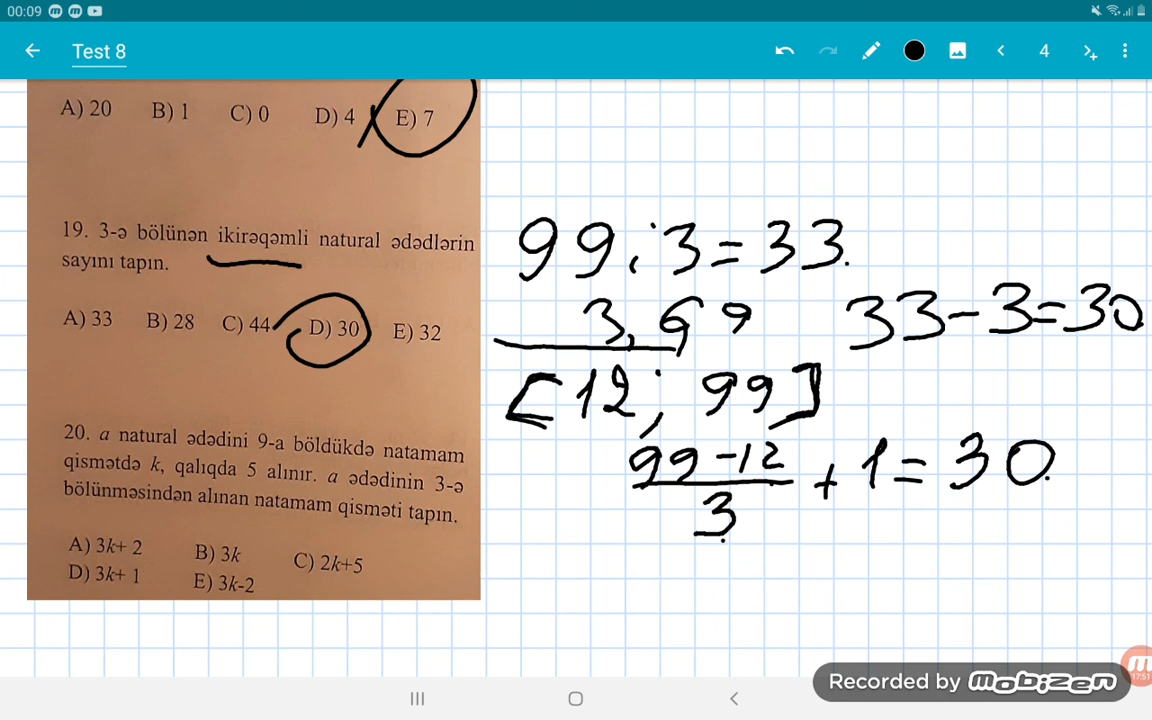 00:09
Test 8
4
A) 20 B) 1 C) 0 D) 4 E) 7
19. 3-ə bölünən ikirəqəmli natural ədədlərin
sayını tapın.
A) 33 B) 28 C) 44 D) 30 E) 32
20. a natural ədədini 9-a böldükdə natamam
qismətdə k, qalıqda 5 alınır. a ədədinin 3-ə
bölünməsindən alınan natamam qisməti tapın.
A) 3k+ 2 B) 3k C) 2k+5
D) 3k+ 1 E) 3k-2
99 : 3 = 33.
3, 6 9 33 - 3 = 30
[12; 99]
99 - 12
3
+ 1 = 30.
Recorded by mobizen
17:51